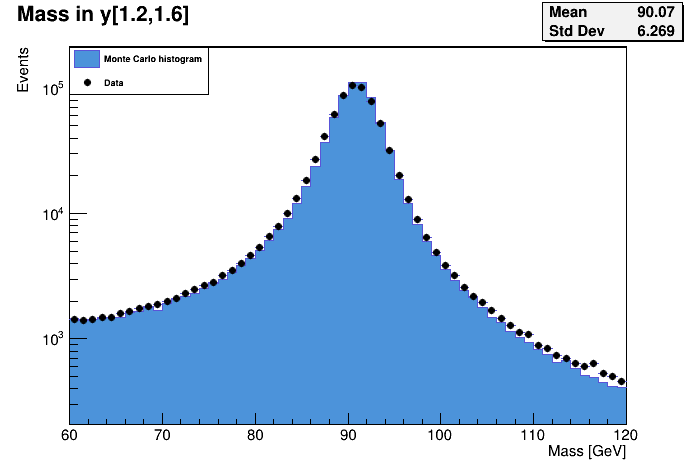 Mass in y[1.2,1.6]
Mean 90.07
Std Dev 6.269
Events
Monte Carlo histogram
Data
10^5
10^4
10^3
60 70 80 90 100 110 120
Mass [GeV]